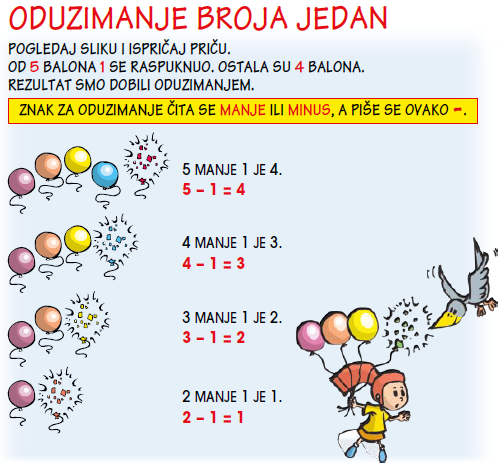 ODUZIMANJE BROJA JEDAN
POGLEDAJ SLIKU I ISPRIČAJ PRIČU.
OD 5 BALONA 1 SE RASPUKNUO. OSTALA SU 4 BALONA.
REZULTAT SMO DOBILI ODUZIMANJEM.
ZNAK ZA ODUZIMANJE ČITA SE MANJE ILI MINUS, A PIŠE SE OVAKO –.
5 MANJE 1 JE 4.
5 – 1 = 4
4 MANJE 1 JE 3.
4 – 1 = 3
3 MANJE 1 JE 2.
3 – 1 = 2
2 MANJE 1 JE 1.
2 – 1 = 1